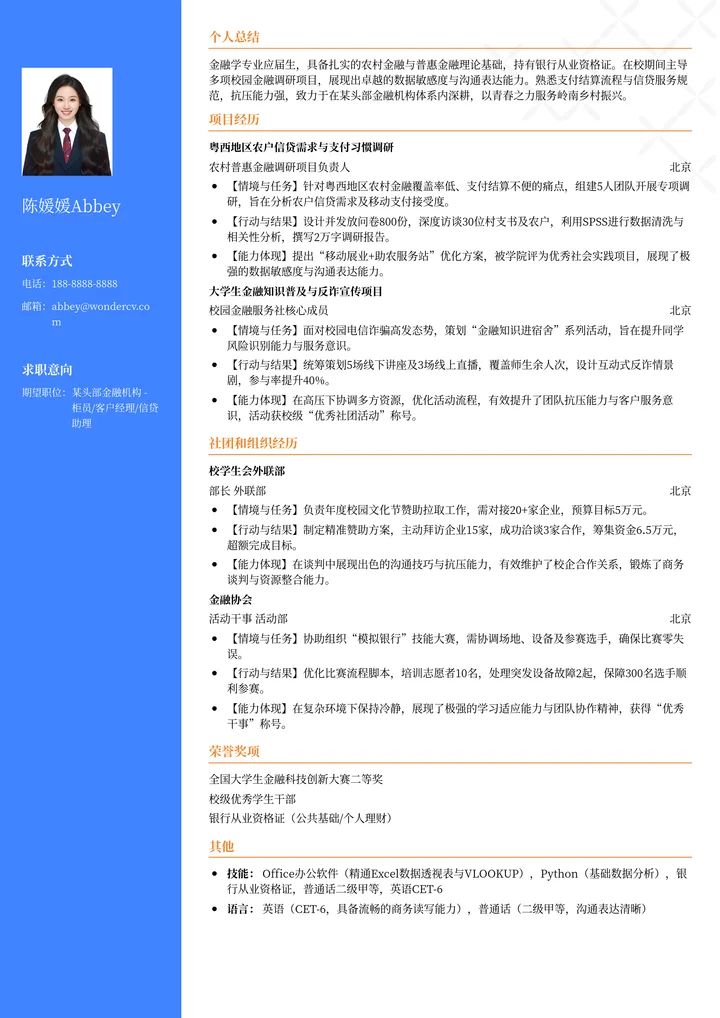 陈媛媛Abbey
联系方式
电话：188-8888-8888
邮箱：abbey@wondercv.co
m
求职意向
期望职位：某头部金融机构 -
柜员/客户经理/信贷
助理
个人总结
金融学专业应届生，具备扎实的农村金融与普惠金融理论基础，持有银行从业资格证。在校期间主导
多项校园金融调研项目，展现出卓越的数据敏感度与沟通表达能力。熟悉支付结算流程与信贷服务规
范，抗压能力强，致力于在某头部金融机构体系内深耕，以青春之力服务岭南乡村振兴。
项目经历
粤西地区农户信贷需求与支付习惯调研
农村普惠金融调研项目负责人 北京
• 【情境与任务】针对粤西地区农村金融覆盖率低、支付结算不便的痛点，组建5人团队开展专项调
研，旨在分析农户信贷需求及移动支付接受度。
• 【行动与结果】设计并发放问卷800份，深度访谈30位村支书及农户，利用SPSS进行数据清洗与
相关性分析，撰写2万字调研报告。
• 【能力体现】提出“移动展业+助农服务站”优化方案，被学院评为优秀社会实践项目，展现了极
强的数据敏感度与沟通表达能力。
大学生金融知识普及与反诈宣传项目
校园金融服务社核心成员 北京
• 【情境与任务】面对校园电信诈骗高发态势，策划“金融知识进宿舍”系列活动，旨在提升同学
风险识别能力与服务意识。
• 【行动与结果】统筹策划5场线下讲座及3场线上直播，覆盖师生余人次，设计互动式反诈情景
剧，参与率提升40%。
• 【能力体现】在高压下协调多方资源，优化活动流程，有效提升了团队抗压能力与客户服务意
识，活动获校级“优秀社团活动”称号。
社团和组织经历
校学生会外联部
部长 外联部 北京
• 【情境与任务】负责年度校园文化节赞助拉取工作，需对接20+家企业，预算目标5万元。
• 【行动与结果】制定精准赞助方案，主动拜访企业15家，成功洽谈3家合作，筹集资金6.5万元，
超额完成目标。
• 【能力体现】在谈判中展现出色的沟通技巧与抗压能力，有效维护了校企合作关系，锻炼了商务
谈判与资源整合能力。
金融协会
活动干事 活动部 北京
• 【情境与任务】协助组织“模拟银行”技能大赛，需协调场地、设备及参赛选手，确保比赛零失
误。
• 【行动与结果】优化比赛流程脚本，培训志愿者10名，处理突发设备故障2起，保障300名选手顺
利参赛。
• 【能力体现】在复杂环境下保持冷静，展现了极强的学习适应能力与团队协作精神，获得“优秀
干事”称号。
荣誉奖项
全国大学生金融科技创新大赛二等奖
校级优秀学生干部
银行从业资格证（公共基础/个人理财）
其他
• 技能： Office办公软件（精通Excel数据透视表与VLOOKUP），Python（基础数据分析），银
行从业资格证，普通话二级甲等，英语CET-6
• 语言： 英语（CET-6，具备流畅的商务读写能力），普通话（二级甲等，沟通表达清晰）